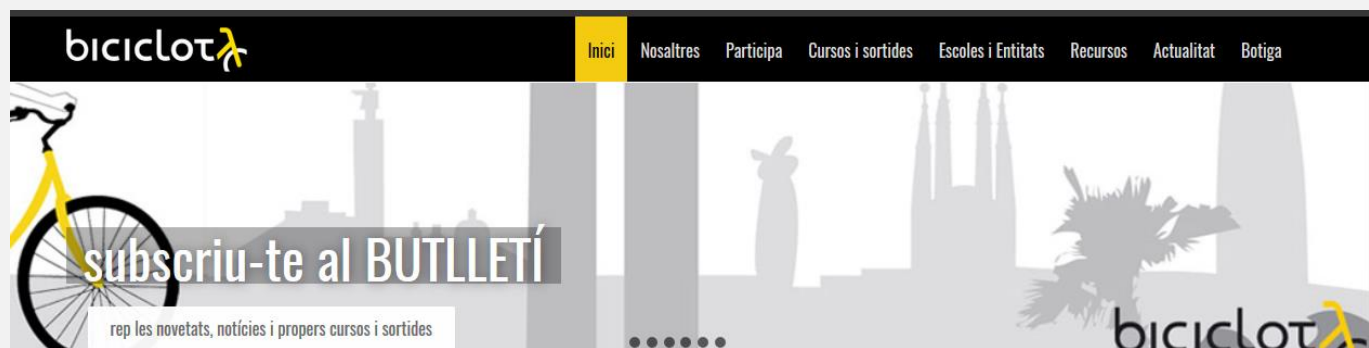 biciclot
Inici Nosaltres Participa Cursos i sortides Escoles i Entitats Recursos Actualitat Botiga
subscriu-te al BUTLLETÍ
rep les novetats, notícies i propers cursos i sortides
biciclot